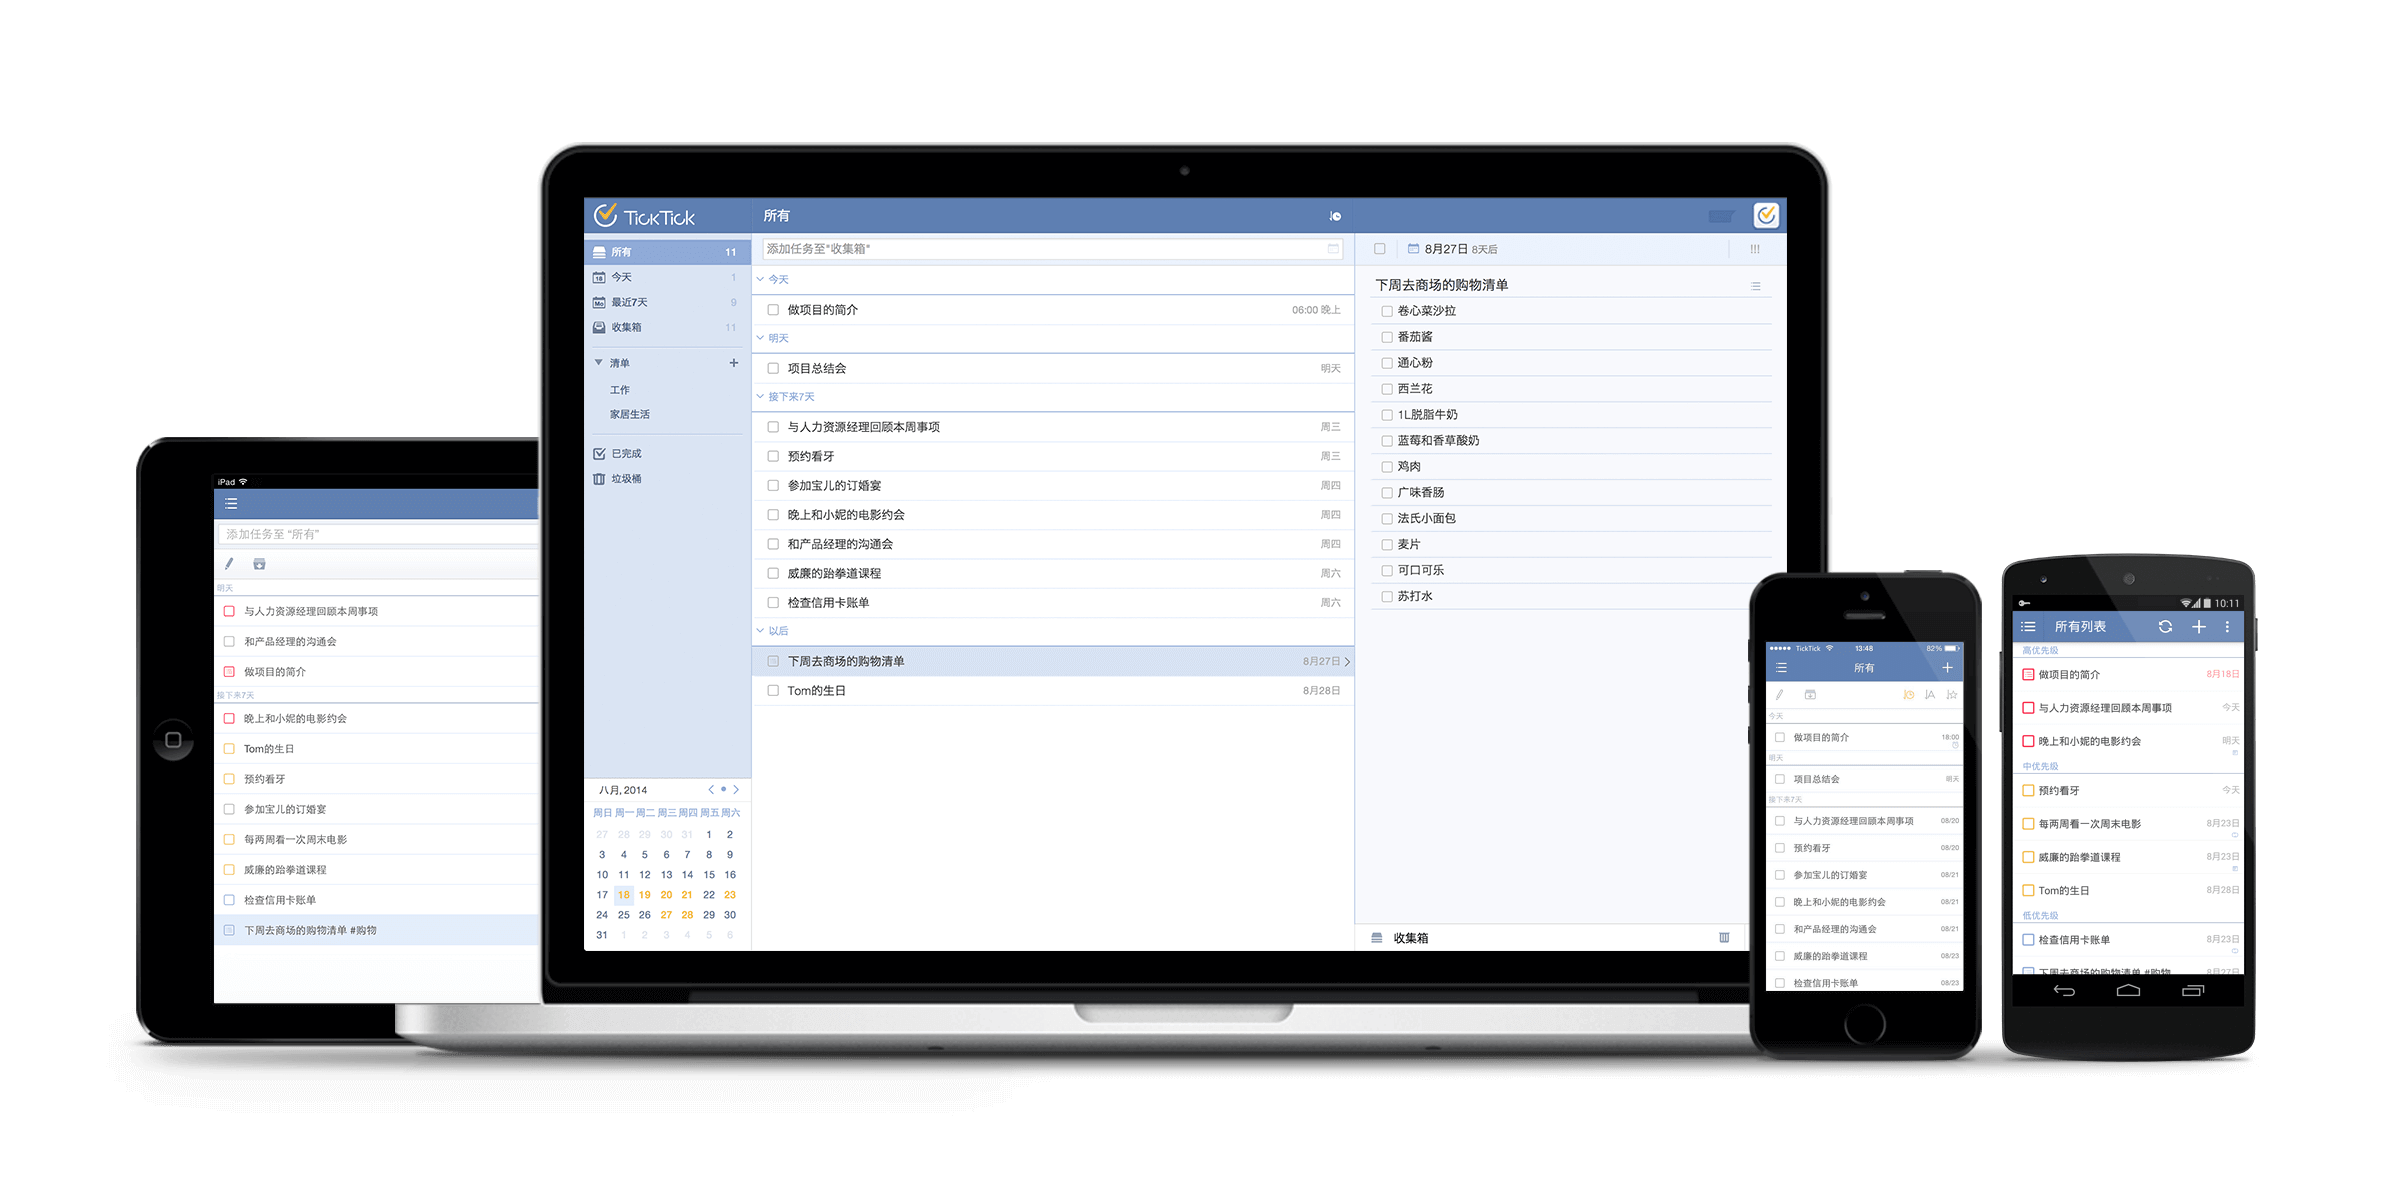 TickTick
所有
所有 11
今天 1
最近7天 9
收集箱 11
清单
工作
家居生活
已完成
垃圾桶
八月, 2014
周日 周一 周二 周三 周四 周五 周六
27 28 29 30 31 1 2
3 4 5 6 7 8 9
10 11 12 13 14 15 16
17 18 19 20 21 22 23
24 25 26 27 28 29 30
31 1 2 3 4 5 6
添加任务至"收集箱"
今天
做项目的简介 06:00 晚上
明天
项目总结会 明天
接下来7天
与人力资源经理回顾本周事项 周三
预约看牙 周三
参加宝儿的订婚宴 周四
晚上和小妮的电影约会 周四
和产品经理的沟通会 周四
威廉的跆拳道课程 周六
检查信用卡账单 周六
以后
下周去商场的购物清单 8月27日
Tom的生日 8月28日
8月27日 8天后 !!!
下周去商场的购物清单
卷心菜沙拉
番茄酱
通心粉
西兰花
1L脱脂牛奶
蓝莓和香草酸奶
鸡肉
广味香肠
法氏小面包
麦片
可口可乐
苏打水
收集箱
iPad
添加任务至 "所有"
明天
与人力资源经理回顾本周事项
和产品经理的沟通会
做项目的简介
接下来7天
晚上和小妮的电影约会
Tom的生日
预约看牙
参加宝儿的订婚宴
每两周看一次周末电影
威廉的跆拳道课程
检查信用卡账单
下周去商场的购物清单 #购物
TickTick 13:48 82%
所有
今天
做项目的简介 18:00
明天
项目总结会 明天
接下来7天
与人力资源经理回顾本周事项 08/20
预约看牙 08/20
参加宝儿的订婚宴 08/21
晚上和小妮的电影约会 08/21
和产品经理的沟通会 08/21
威廉的跆拳道课程 08/23
检查信用卡账单 08/23
10:11
所有列表
高优先级
做项目的简介 8月18日
与人力资源经理回顾本周事项 今天
晚上和小妮的电影约会 明天
中优先级
预约看牙 今天
每两周看一次周末电影 8月23日
威廉的跆拳道课程 8月23日
Tom的生日 8月28日
低优先级
检查信用卡账单 8月23日
下周去商场的购物清单 #购物 8月27日